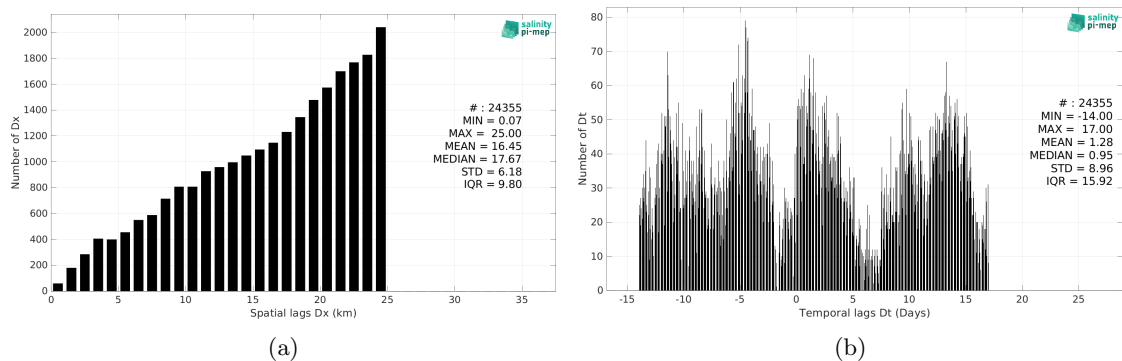 2000
1800
1600
1400
1200
1000
800
600
400
200
0
Number of Dx
0 5 10 15 20 25 30 35
Spatial lags Dx (km)
salinity
pi-mep
# : 24355
MIN = 0.07
MAX = 25.00
MEAN = 16.45
MEDIAN = 17.67
STD = 6.18
IQR = 9.80
(a)
80
70
60
50
40
30
20
10
0
Number of Dt
-15 -10 -5 0 5 10 15 20 25
Temporal lags Dt (Days)
salinity
pi-mep
# : 24355
MIN = -14.00
MAX = 17.00
MEAN = 1.28
MEDIAN = 0.95
STD = 8.96
IQR = 15.92
(b)